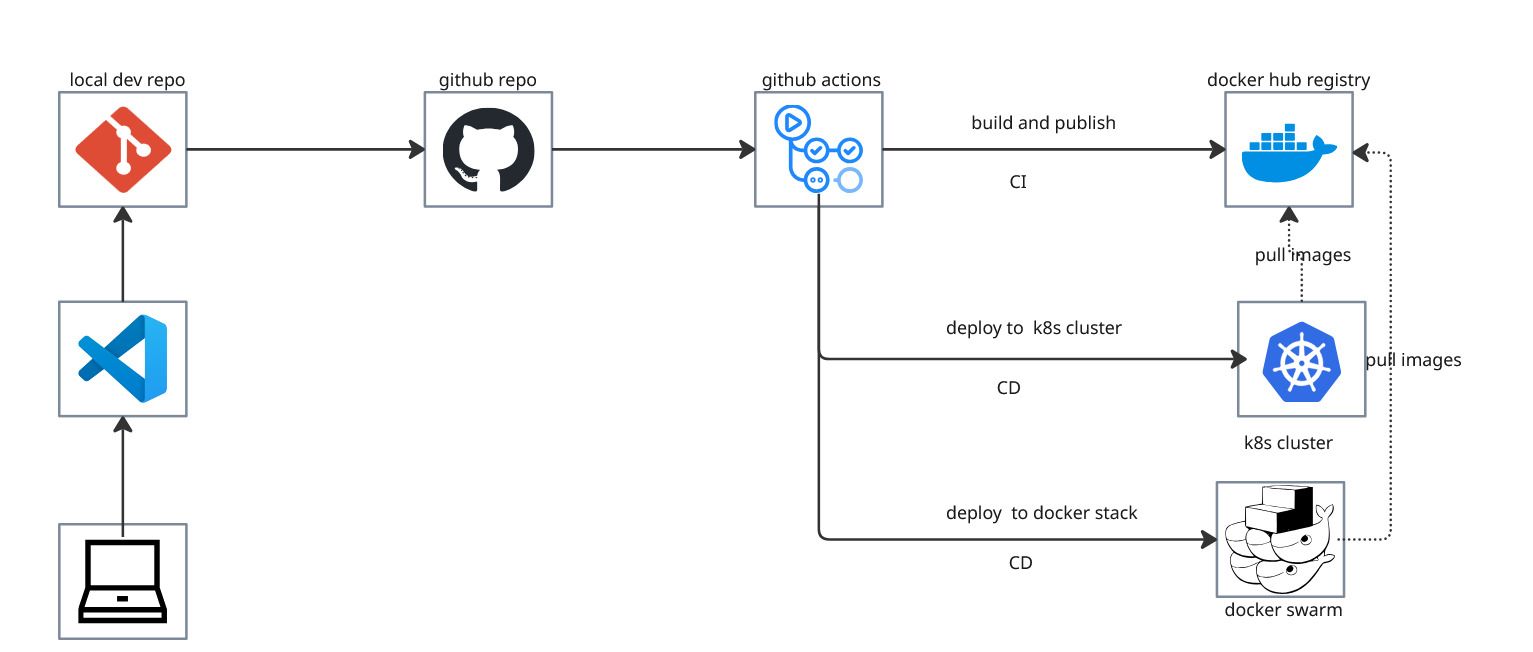 local dev repo
github repo
github actions
docker hub registry
build and publish
CI
pull images
deploy to  k8s cluster
pull images
CD
k8s cluster
deploy  to docker stack
CD
docker swarm